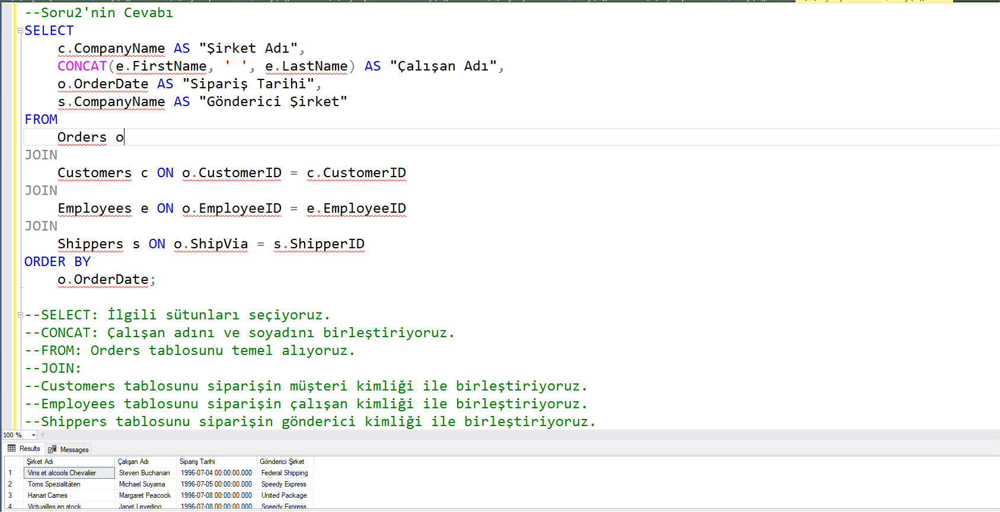 --Soru2'nin Cevabı
SELECT
c.CompanyName AS "Şirket Adı",
CONCAT(e.FirstName, ' ', e.LastName) AS "Çalışan Adı",
o.OrderDate AS "Sipariş Tarihi",
s.CompanyName AS "Gönderici Şirket"
FROM
Orders o
JOIN
Customers c ON o.CustomerID = c.CustomerID
JOIN
Employees e ON o.EmployeeID = e.EmployeeID
JOIN
Shippers s ON o.ShipVia = s.ShipperID
ORDER BY
o.OrderDate;
--SELECT: İlgili sütunları seçiyoruz.
--CONCAT: Çalışan adını ve soyadını birleştiriyoruz.
--FROM: Orders tablosunu temel alıyoruz.
--JOIN:
--Customers tablosunu siparişin müşteri kimliği ile birleştiriyoruz.
--Employees tablosunu siparişin çalışan kimliği ile birleştiriyoruz.
--Shippers tablosunu siparişin gönderici kimliği ile birleştiriyoruz.
100 %
Results Messages
Şirket Adı Çalışan Adı Sipariş Tarihi Gönderici Şirket
1 Vins et alcools Chevalier Steven Buchanan 1996-07-04 00:00:00.000 Federal Shipping
2 Toms Spezialitäten Michael Suyama 1996-07-05 00:00:00.000 Speedy Express
3 Hanari Carnes Margaret Peacock 1996-07-08 00:00:00.000 United Package
4 Victuailles en stock Janet Leverling 1996-07-08 00:00:00.000 Speedy Express